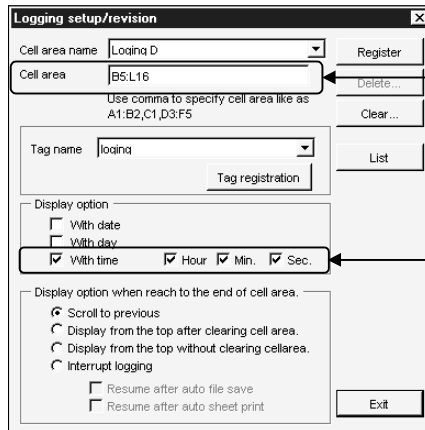 Logging setup/revision
Cell area name Loging D Register
Cell area B5:L16 Delete...
Use comma to specify cell area like as
A1:B2,C1,D3:F5 Clear...
Tag name loging List
Tag registration
Display option
With date
With day
With time Hour Min. Sec.
Display option when reach to the end of cell area.
Scroll to previous
Display from the top after clearing cell area.
Display from the top without clearing cellarea.
Interrupt logging
Resume after auto file save
Resume after auto sheet print Exit